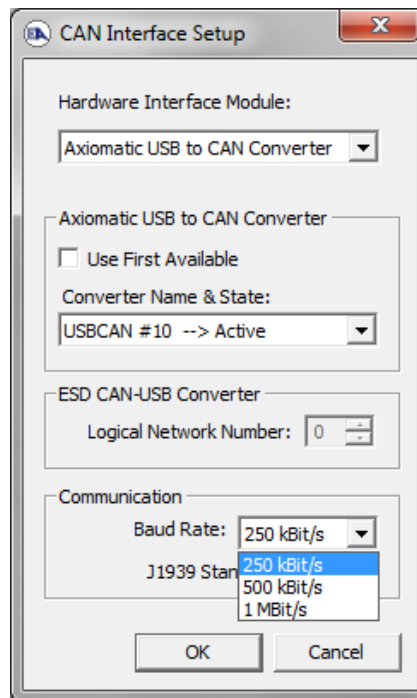 CAN Interface Setup
Hardware Interface Module:
Axiomatic USB to CAN Converter
Axiomatic USB to CAN Converter
Use First Available
Converter Name & State:
USBCAN #10 --> Active
ESD CAN-USB Converter
Logical Network Number: 0
Communication
Baud Rate: 250 kBit/s
250 kBit/s
J1939 Stan
500 kBit/s
1 MBit/s
OK Cancel